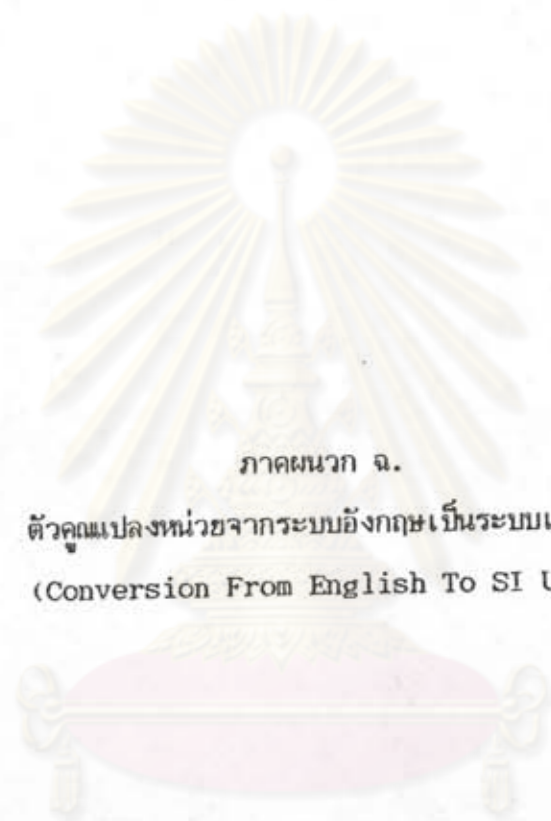 ภาคผนวก ฉ.
ตัวคูณแปลงหน่วยจากระบบอังกฤษเป็นระบบเ
(Conversion From English To SI U